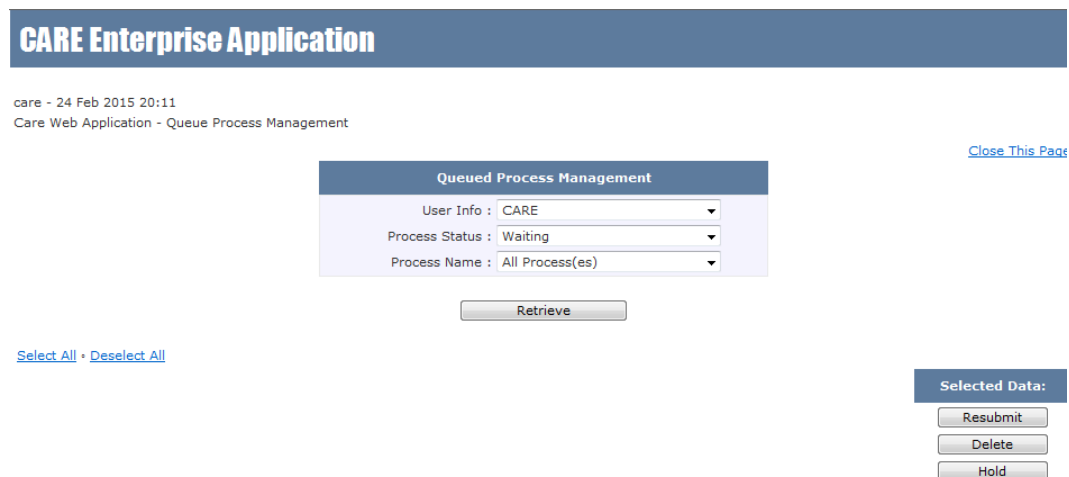 CARE Enterprise Application
care - 24 Feb 2015 20:11
Care Web Application - Queue Process Management
Close This Page
Queued Process Management
User Info : CARE
Process Status : Waiting
Process Name : All Process(es)
Retrieve
Select All • Deselect All
Selected Data:
Resubmit
Delete
Hold